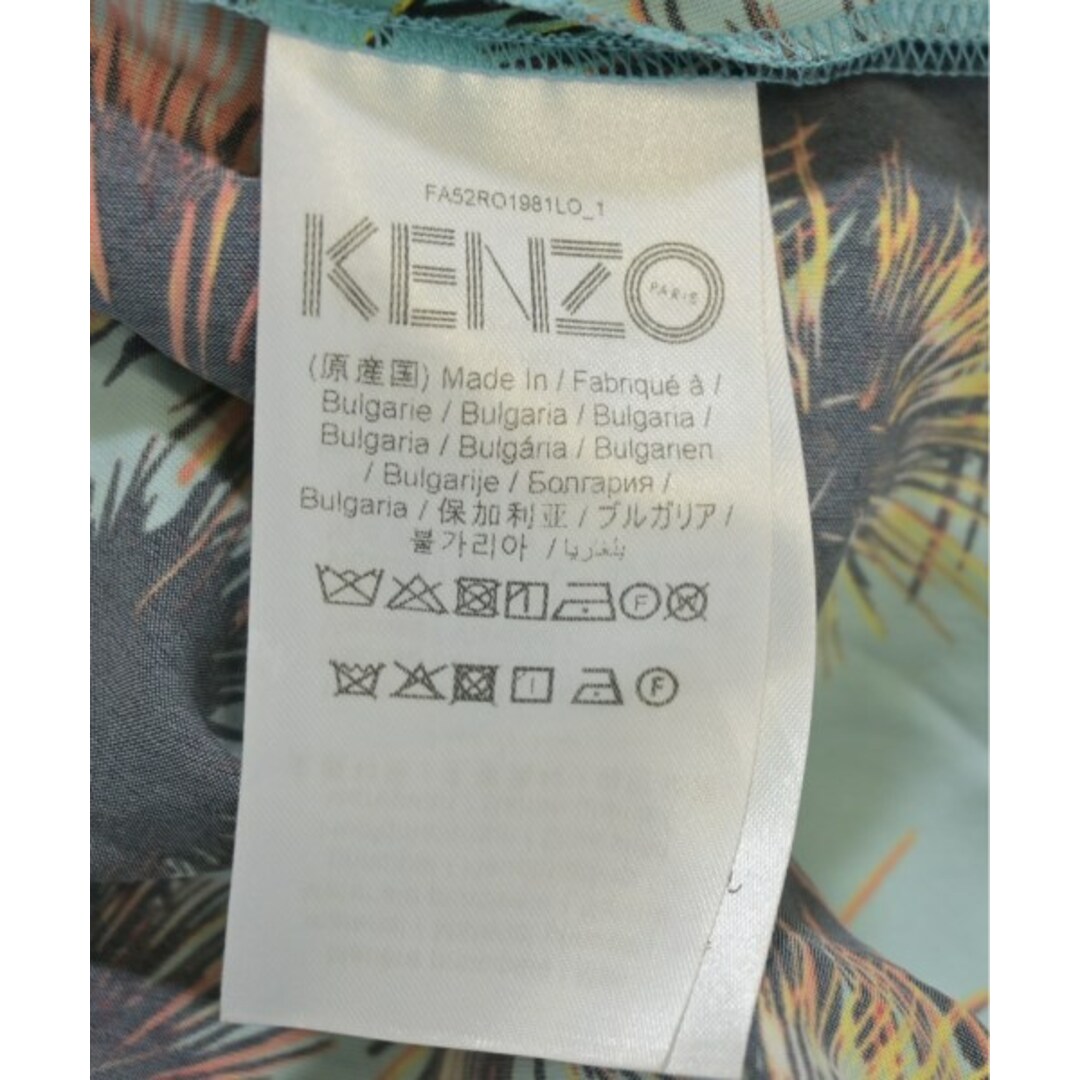 FA52RO1981LO_1
KENZO
PARIS
(原産国) Made In / Fabriqué à /
Bulgarie / Bulgaria / Bulgaria /
Bulgaria / Bulgária / Bulgarien
/ Bulgarije / Болгария /
Bulgaria / 保加利亚 / ブルガリア /
불가리아 / بلغاريا
F
F